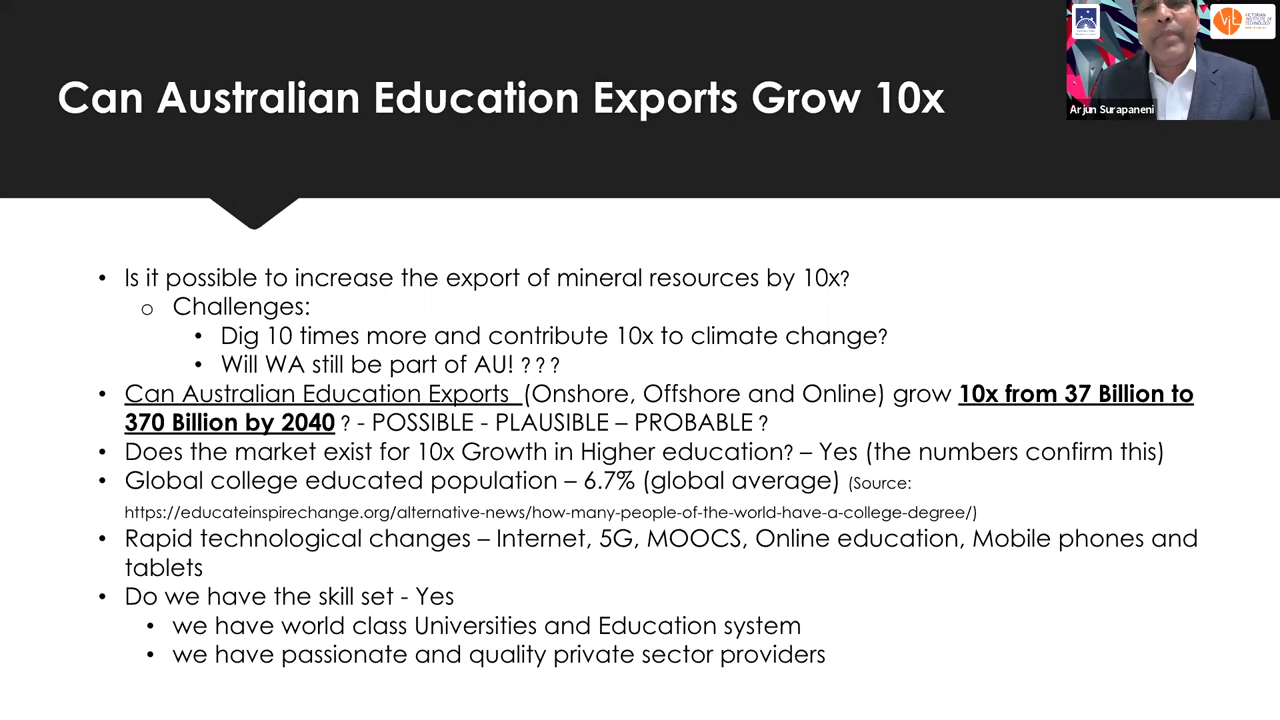 Can Australian Education Exports Grow 10x
Arjun Surapaneni
VIT
VICTORIAN
INSTITUTE OF
TECHNOLOGY
• Is it possible to increase the export of mineral resources by 10x?
o Challenges:
• Dig 10 times more and contribute 10x to climate change?
• Will WA still be part of AU! ???
• Can Australian Education Exports (Onshore, Offshore and Online) grow 10x from 37 Billion to
370 Billion by 2040 ? - POSSIBLE - PLAUSIBLE – PROBABLE ?
• Does the market exist for 10x Growth in Higher education? – Yes (the numbers confirm this)
• Global college educated population – 6.7% (global average) (Source:
https://educateinspirechange.org/alternative-news/how-many-people-of-the-world-have-a-college-degree/)
• Rapid technological changes – Internet, 5G, MOOCS, Online education, Mobile phones and
tablets
• Do we have the skill set - Yes
• we have world class Universities and Education system
• we have passionate and quality private sector providers